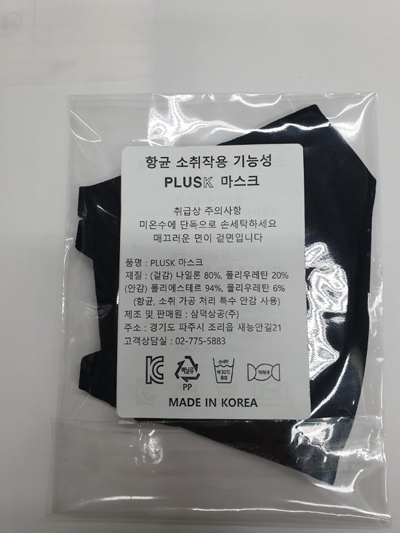 항균 소취작용 기능성
PLUSK 마스크
취급상 주의사항
미온수에 단독으로 손세탁하세요
매끄러운 면이 겉면입니다
품명 : PLUSK 마스크
재질 : (겉감) 나일론 80%, 폴리우레탄 20%
(안감) 폴리에스테르 94%, 폴리우레탄 6%
(항균, 소취 가공 처리 특수 안감 사용)
제조 및 판매원 : 삼덕상공(주)
주소 : 경기도 파주시 조리읍 새능안길21
고객상담실 : 02-775-5883
PP
MADE IN KOREA